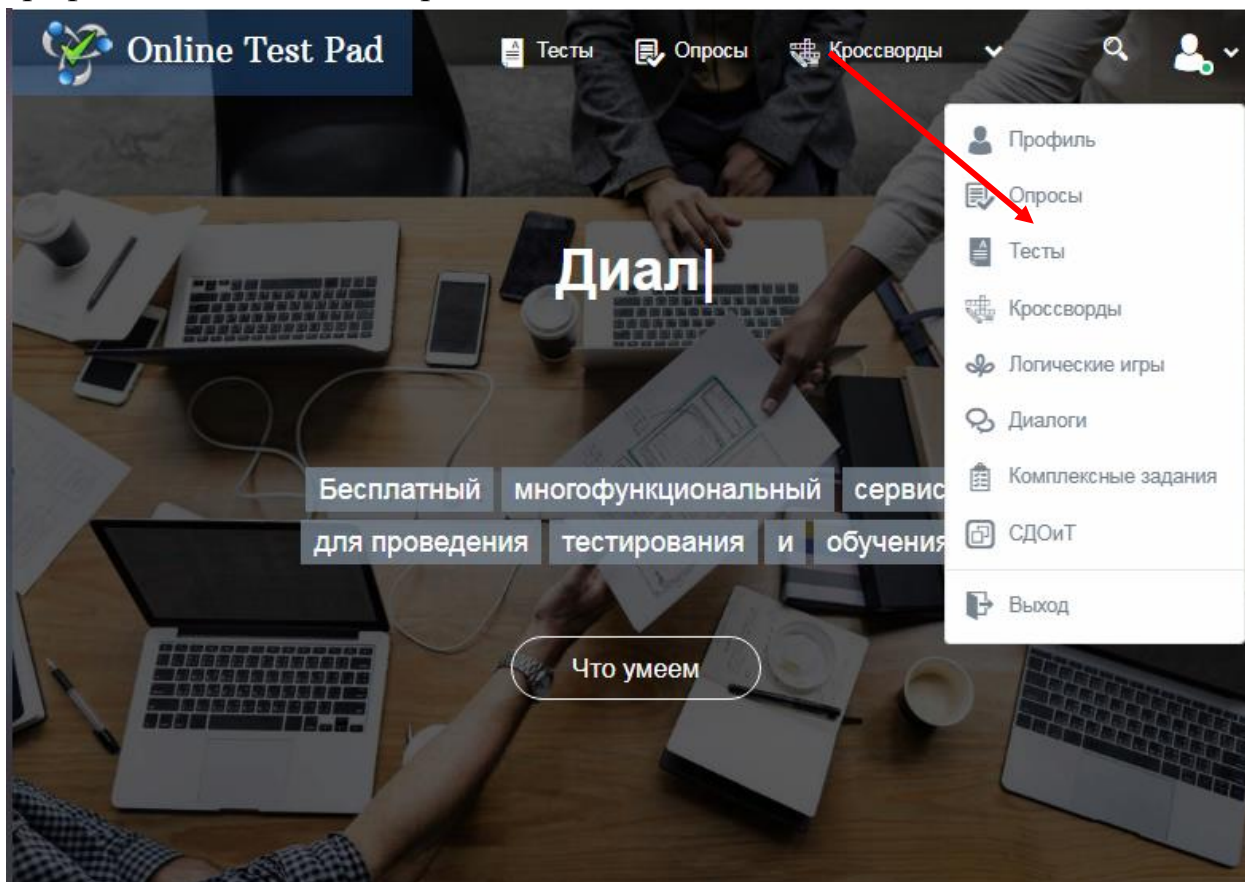 Online Test Pad
Тесты
Опросы
Кроссворды
Профиль
Опросы
Тесты
Кроссворды
Логические игры
Диалоги
Комплексные задания
СДОиТ
Выход
Диал|
Бесплатный многофункциональный сервис
для проведения тестирования и обучения
Что умеем